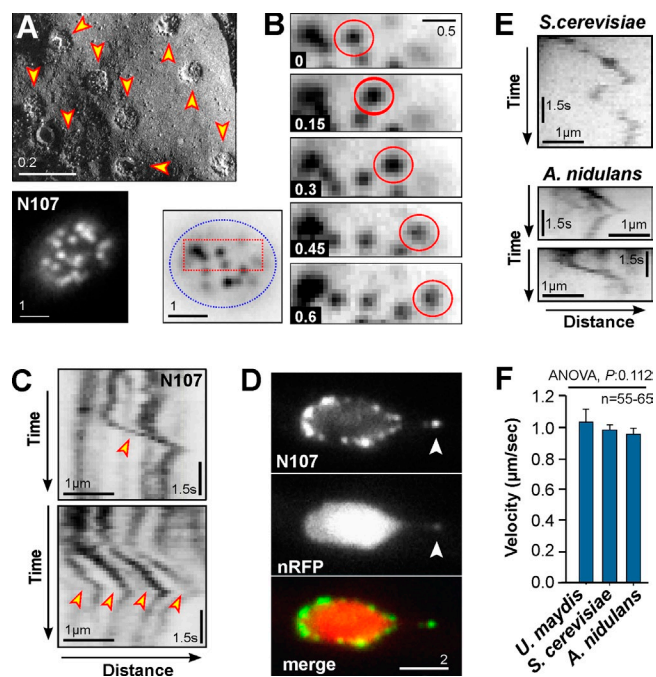 A
0.2
N107
1
1
B
0.5
0
0.15
0.3
0.45
0.6
E
S.cerevisiae
Time
1.5s
1µm
A. nidulans
Time
1.5s
1µm
Time
1.5s
1µm
Distance
C
N107
Time
1µm
1.5s
Time
1µm
1.5s
Distance
D
N107
nRFP
merge
2
F
ANOVA, P:0.112
n=55-65
Velocity (µm/sec)
1.2
1.0
0.8
0.6
0.4
0.2
0.0
U. maydis
S. cerevisiae
A. nidulans